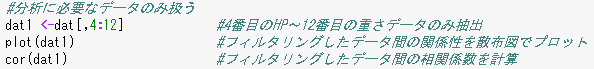 #分析に必要なデータのみ扱う
dat1 <-dat[,4:12] #4番目のHP～12番目の重さデータのみ抽出
plot(dat1) #フィルタリングしたデータ間の関係性を散布図でプロット
cor(dat1) #フィルタリングしたデータ間の相関係数を計算